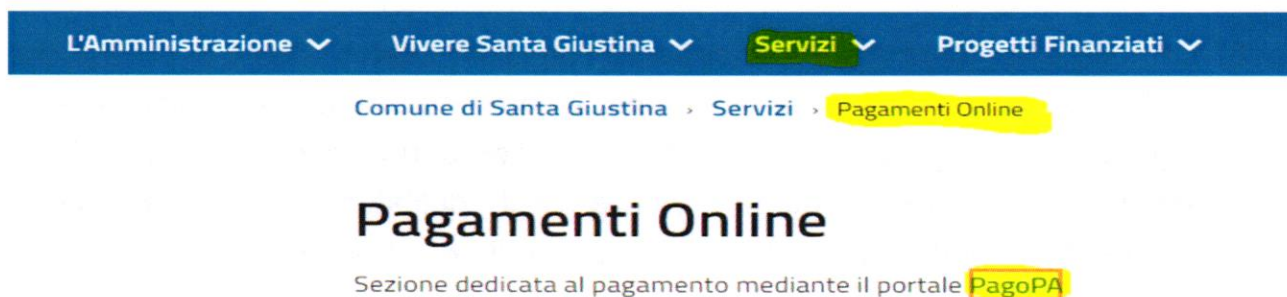 L'Amministrazione Vivere Santa Giustina Servizi Progetti Finanziati
Comune di Santa Giustina › Servizi › Pagamenti Online
Pagamenti Online
Sezione dedicata al pagamento mediante il portale PagoPA